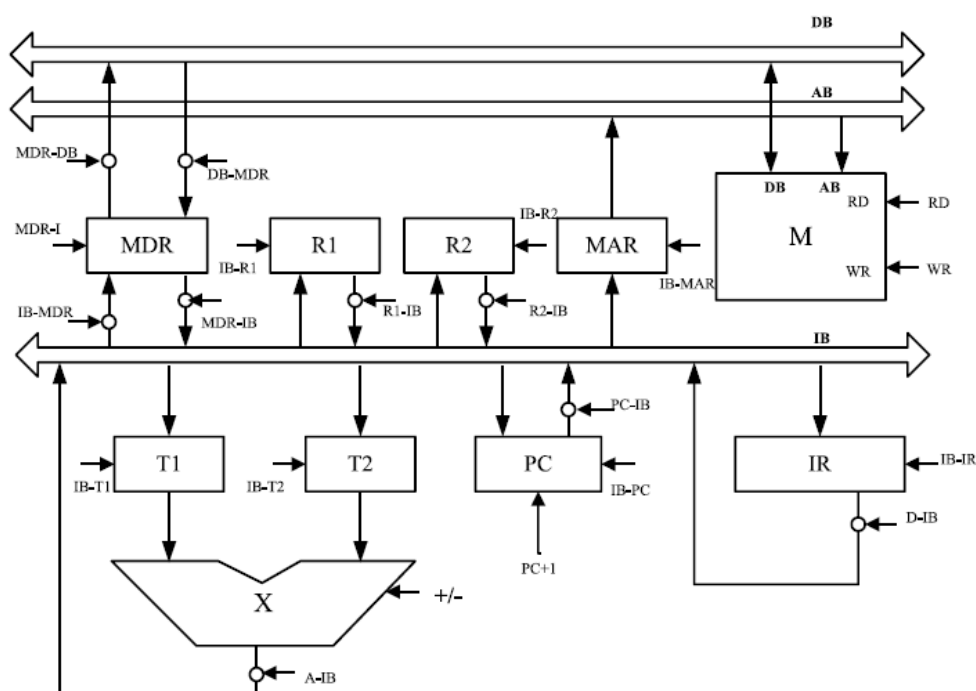 DB
AB
MDR-DB
DB-MDR
DB
AB
RD
RD
MDR-I
MDR
R1
R2
IB-R2
MAR
M
IB-R1
IB-MAR
WR
WR
IB-MDR
MDR-IB
R1-IB
R2-IB
IB
PC-IB
T1
T2
PC
IR
IB-IR
IB-T1
IB-T2
IB-PC
D-IB
PC+1
X
+/-
A-IB